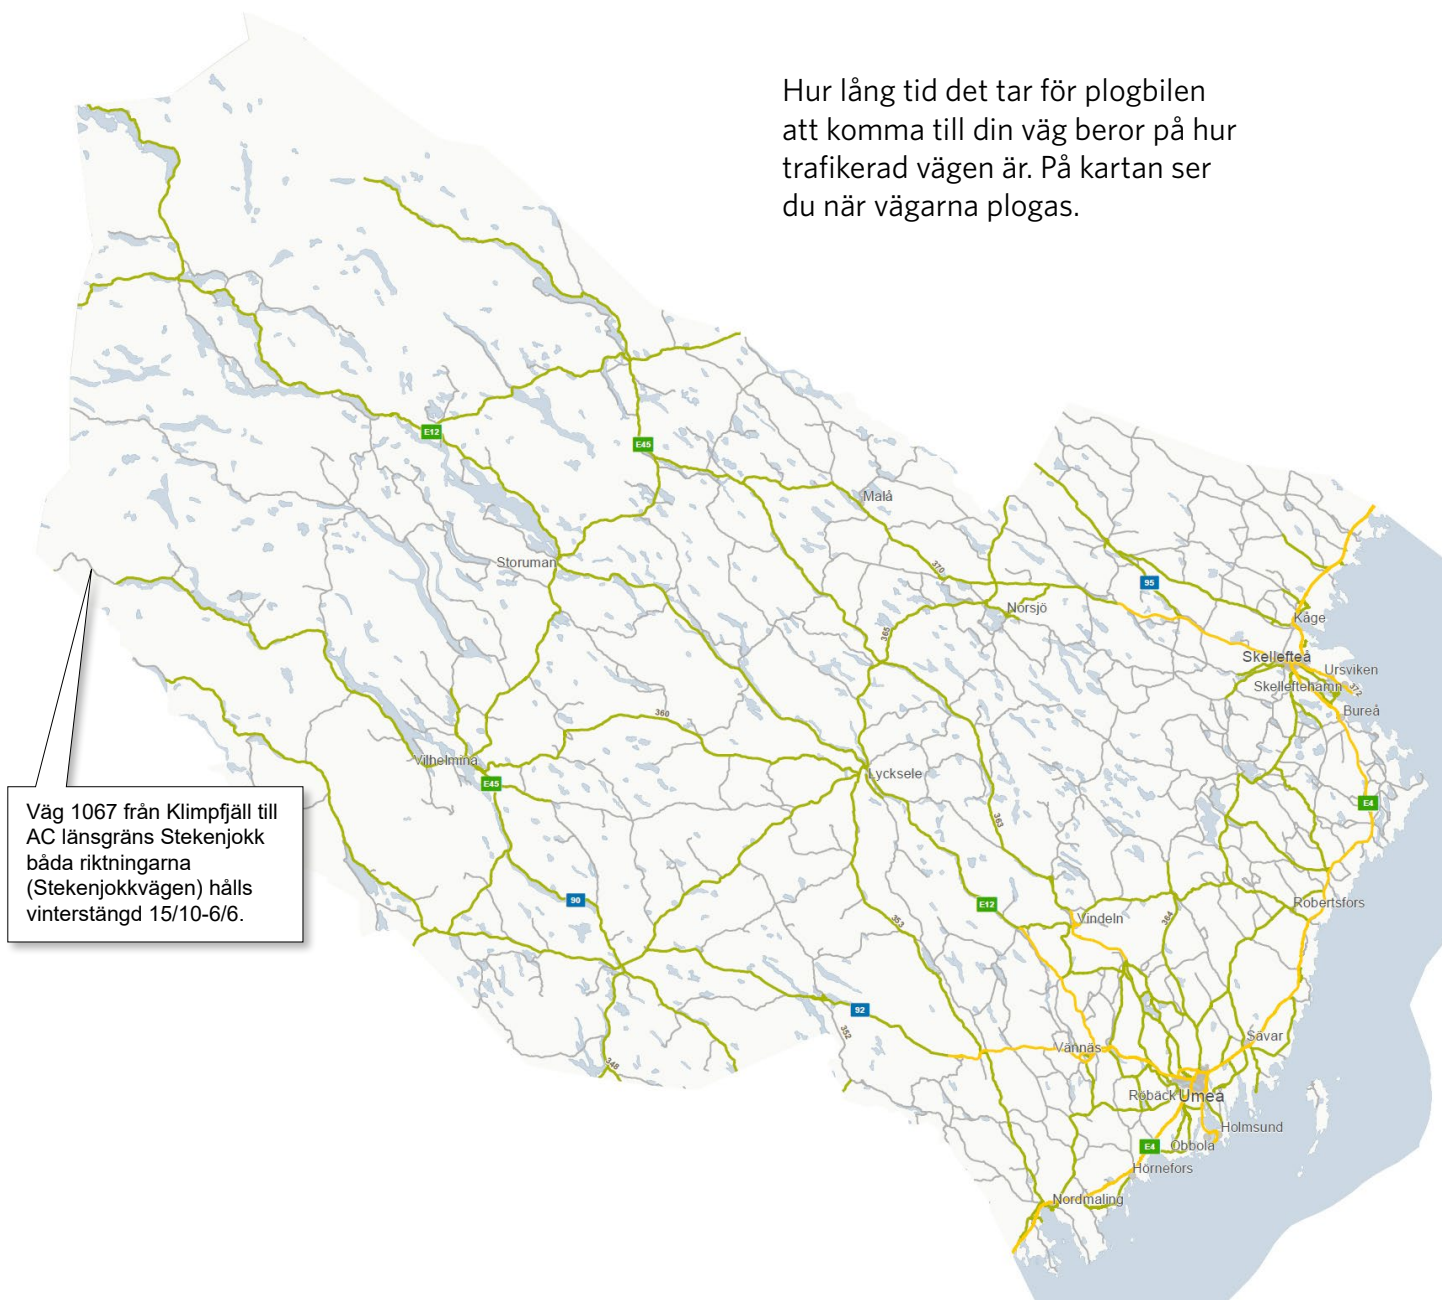 Hur lång tid det tar för plogbilen
att komma till din väg beror på hur
trafikerad vägen är. På kartan ser
du när vägarna plogas.
E12
E45
Malå
Storuman
370
95
Norsjö
Kåge
365
Skellefteå
Ursviken
Skelleftehamn
372
Bureå
360
Vilhelmina
E45
Lycksele
E4
363
Väg 1067 från Klimpfjäll till
AC länsgräns Stekenjokk
båda riktningarna
(Stekenjokkvägen) hålls
vinterstängd 15/10-6/6.
90
E12
Robertsfors
353
Vindeln
364
92
352
Sävar
Vännäs
348
Röbäck
Umeå
Holmsund
E4
Obbola
Hörnefors
Nordmaling